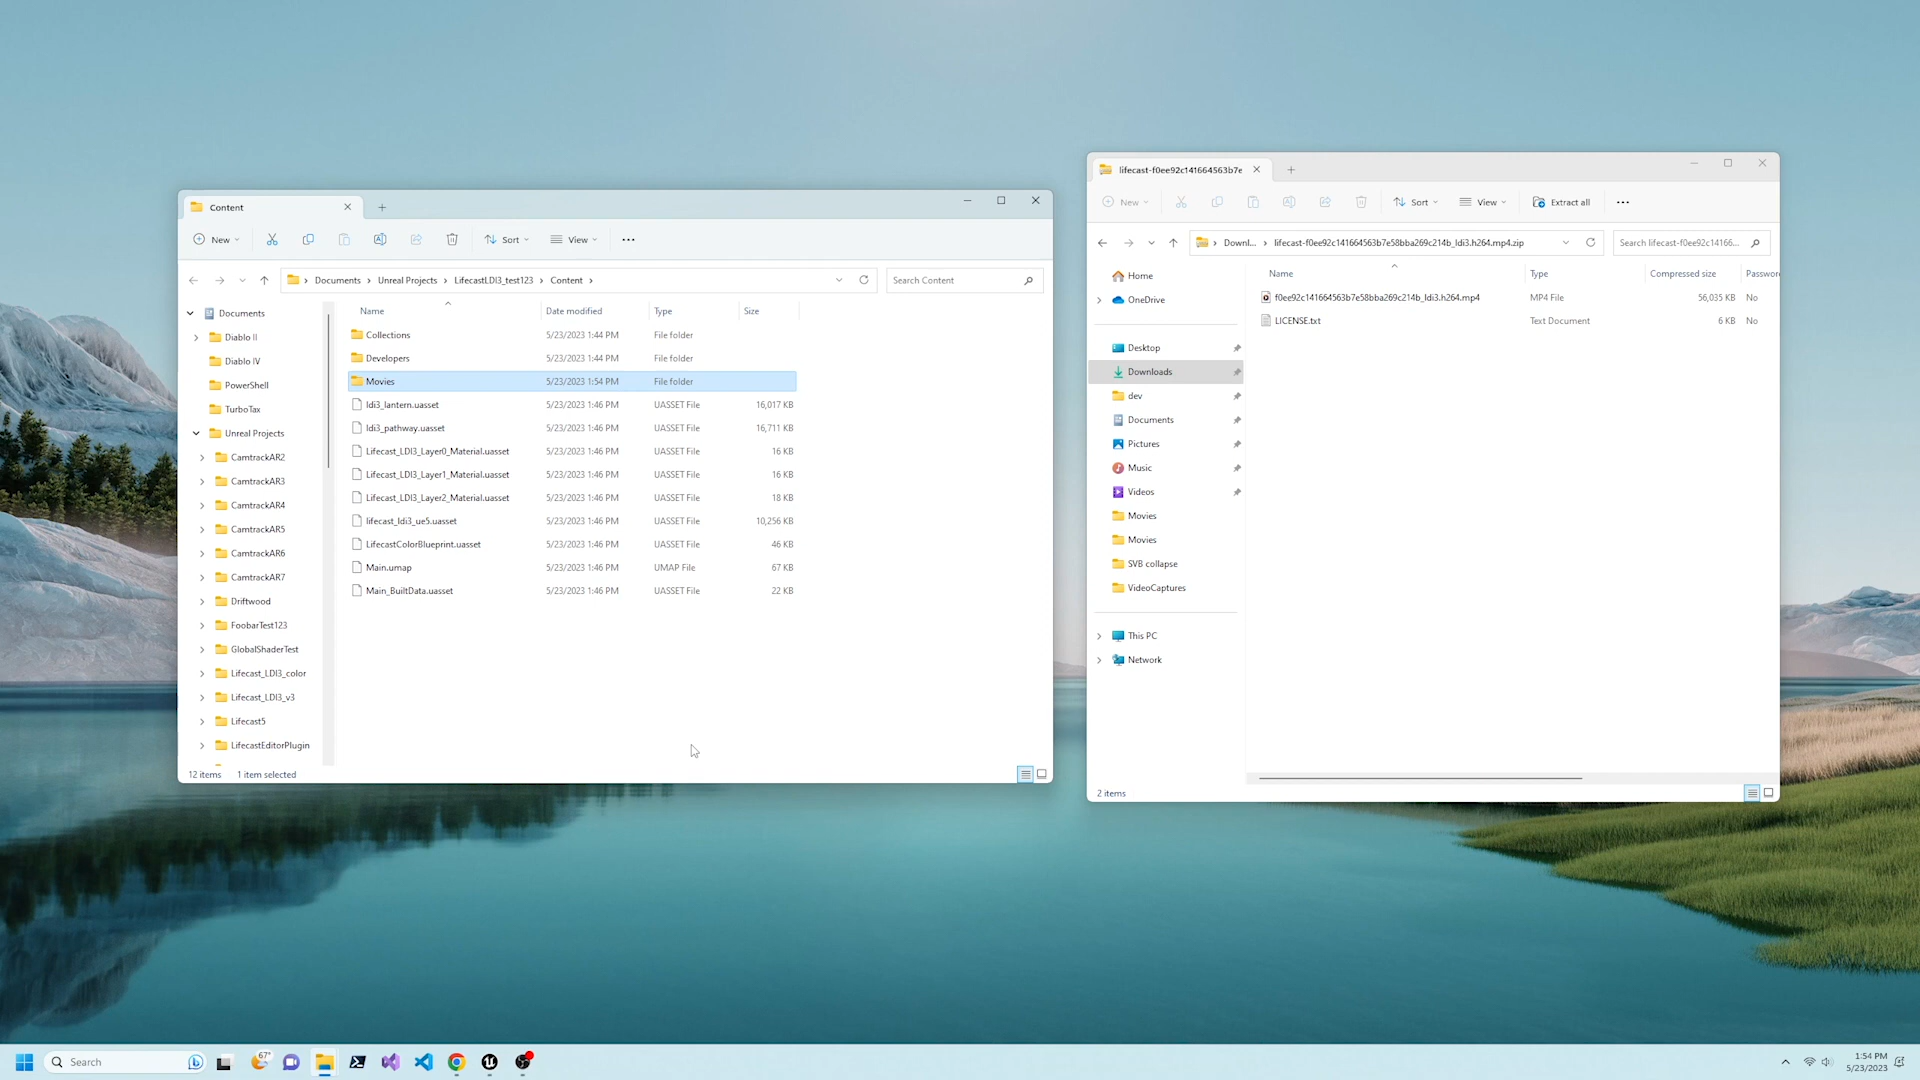 Content
New
Sort
View
Documents
Unreal Projects
LifecastLDI3_test123
Content
Search Content
Documents
Diablo II
Diablo IV
PowerShell
TurboTax
Unreal Projects
CamtrackAR2
CamtrackAR3
CamtrackAR4
CamtrackAR5
CamtrackAR6
CamtrackAR7
Driftwood
FoobarTest123
GlobalShaderTest
Lifecast_LDI3_color
Lifecast_LDI3_v3
Lifecast5
LifecastEditorPlugin
Name Date modified Type Size
Collections 5/23/2023 1:44 PM File folder
Developers 5/23/2023 1:44 PM File folder
Movies 5/23/2023 1:54 PM File folder
ldi3_lantern.uasset 5/23/2023 1:46 PM UASSET File 16,017 KB
ldi3_pathway.uasset 5/23/2023 1:46 PM UASSET File 16,711 KB
Lifecast_LDI3_Layer0_Material.uasset 5/23/2023 1:46 PM UASSET File 16 KB
Lifecast_LDI3_Layer1_Material.uasset 5/23/2023 1:46 PM UASSET File 16 KB
Lifecast_LDI3_Layer2_Material.uasset 5/23/2023 1:46 PM UASSET File 18 KB
lifecast_ldi3_ue5.uasset 5/23/2023 1:46 PM UASSET File 10,256 KB
LifecastColorBlueprint.uasset 5/23/2023 1:46 PM UASSET File 46 KB
Main.umap 5/23/2023 1:46 PM UMAP File 67 KB
Main_BuiltData.uasset 5/23/2023 1:46 PM UASSET File 22 KB
12 items 1 item selected
lifecast-f0ee92c141664563b7e
New
Sort
View
Extract all
Downl...
lifecast-f0ee92c141664563b7e58bba269c214b_ldi3.h264.mp4.zip
Search lifecast-f0ee92c14166...
Home
OneDrive
Desktop
Downloads
dev
Documents
Pictures
Music
Videos
Movies
Movies
SVB collapse
VideoCaptures
This PC
Network
Name Type Compressed size Password
f0ee92c141664563b7e58bba269c214b_ldi3.h264.mp4 MP4 File 56,035 KB No
LICENSE.txt Text Document 6 KB No
2 items
Search
67°
1:54 PM
5/23/2023